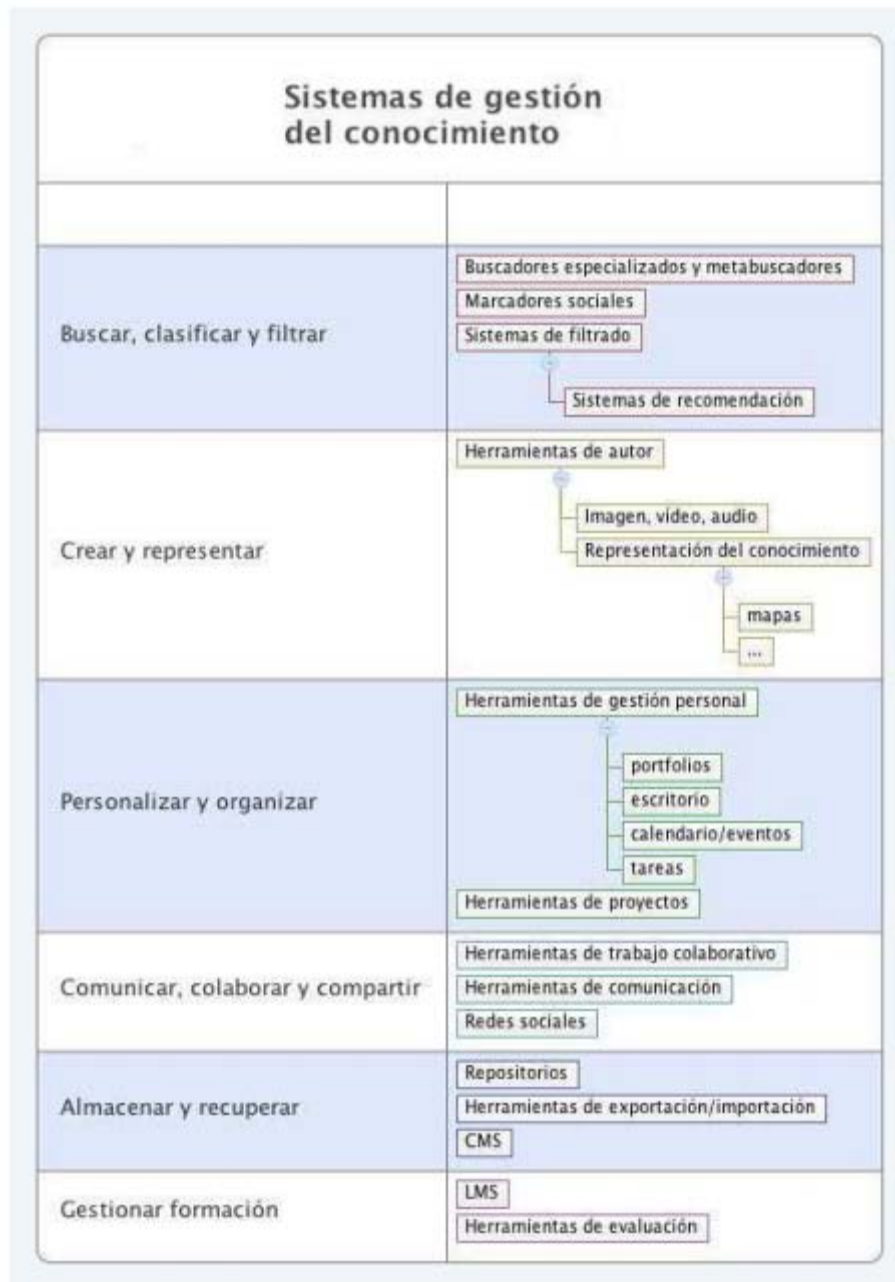 Sistemas de gestión
del conocimiento
Buscar, clasificar y filtrar
Buscadores especializados y metabuscadores
Marcadores sociales
Sistemas de filtrado
Sistemas de recomendación
Crear y representar
Herramientas de autor
Imagen, vídeo, audio
Representación del conocimiento
mapas
...
Personalizar y organizar
Herramientas de gestión personal
portfolios
escritorio
calendario/eventos
tareas
Herramientas de proyectos
Comunicar, colaborar y compartir
Herramientas de trabajo colaborativo
Herramientas de comunicación
Redes sociales
Almacenar y recuperar
Repositorios
Herramientas de exportación/importación
CMS
Gestionar formación
LMS
Herramientas de evaluación